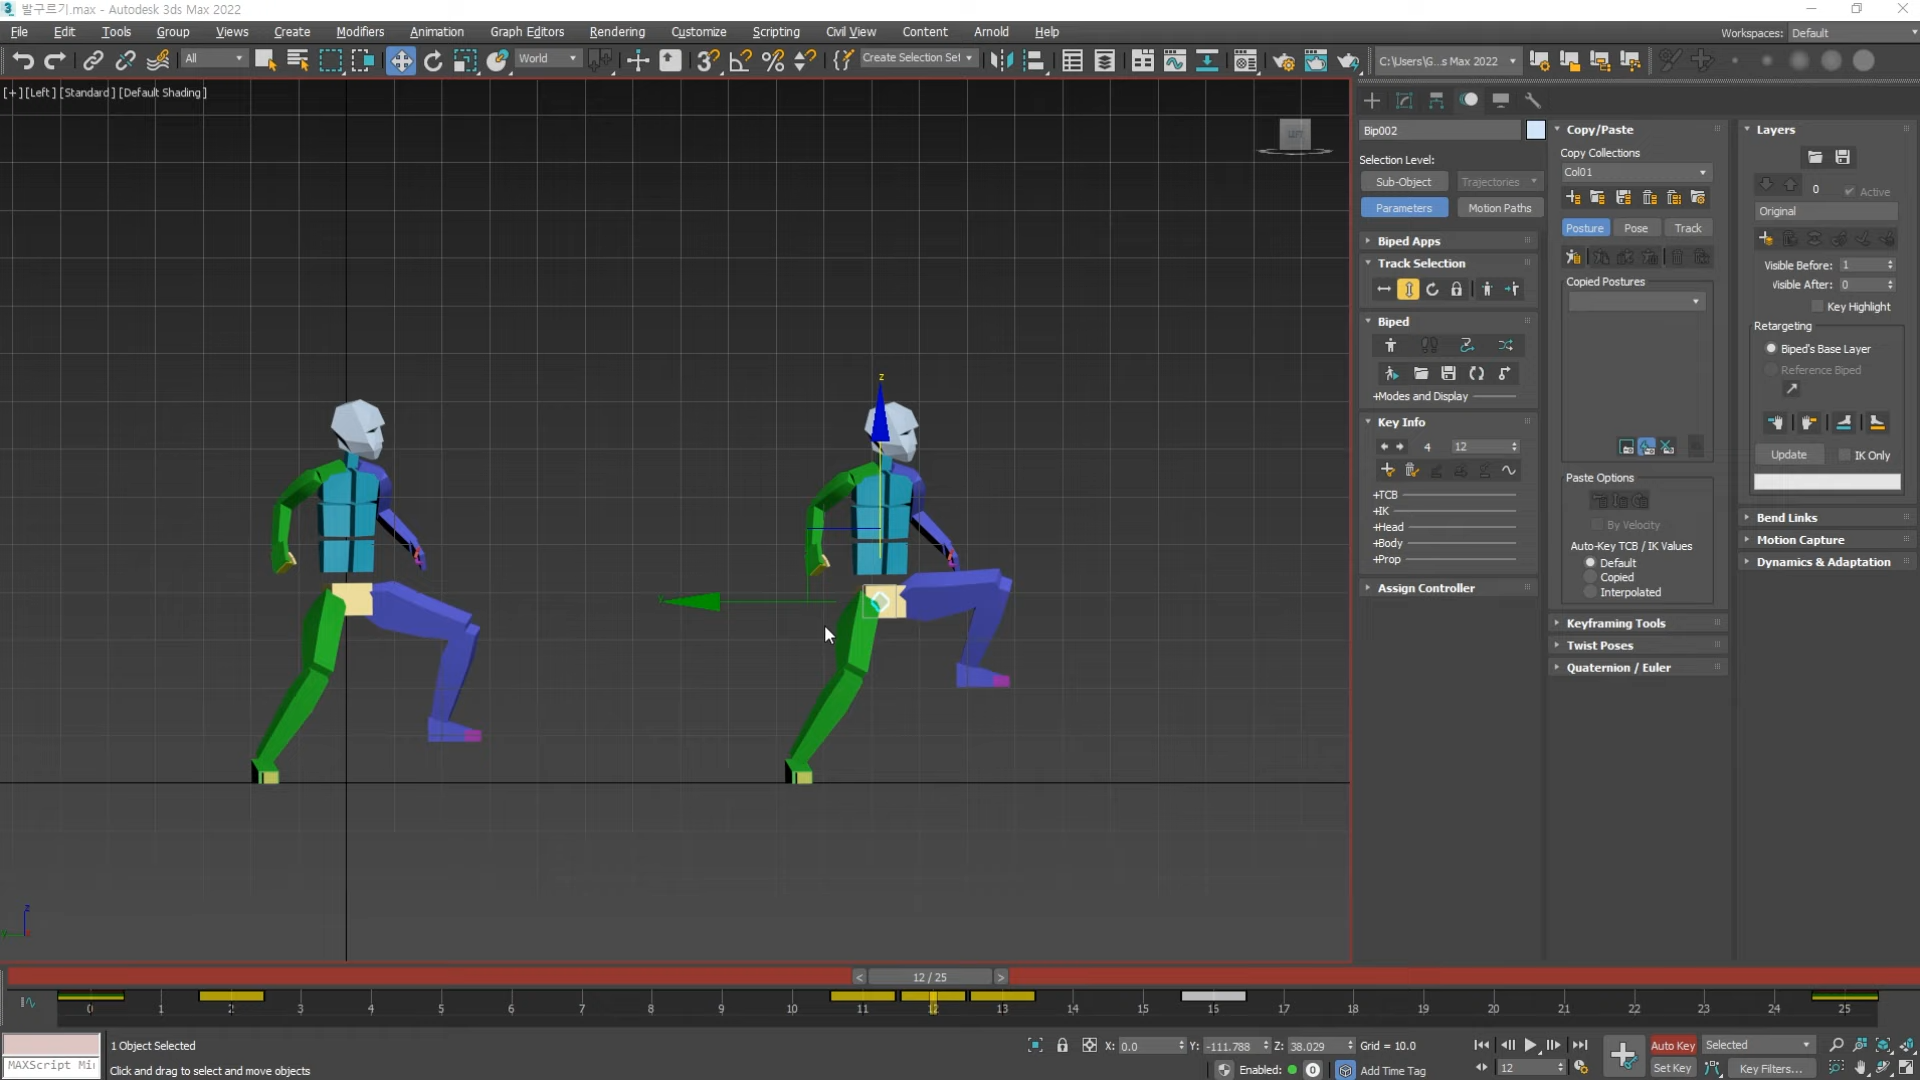 3 발구르기.max - Autodesk 3ds Max 2022
File Edit Tools Group Views Create Modifiers Animation Graph Editors Rendering Customize Scripting Civil View Content Arnold Help Workspaces: Default
All World Create Selection Set C:\Users\G...s Max 2022
[+] [Left] [Standard] [Default Shading]
Bip002
Selection Level:
Sub-Object Trajectories
Parameters Motion Paths
Biped Apps
Track Selection
Biped
+Modes and Display
Key Info
4 12
+TCB
+IK
+Head
+Body
+Prop
Assign Controller
Copy/Paste
Copy Collections
Col01
Posture Pose Track
Copied Postures
Paste Options
By Velocity
Auto-Key TCB / IK Values
Default
Copied
Interpolated
Keyframing Tools
Twist Poses
Quaternion / Euler
Layers
0 Active
Original
Visible Before: 1
Visible After: 0
Key Highlight
Retargeting
Biped's Base Layer
Reference Biped
Update IK Only
Bend Links
Motion Capture
Dynamics & Adaptation
z
z
y
< 12 / 25 >
0 1 2 3 4 5 6 7 8 9 10 11 12 13 14 15 16 17 18 19 20 21 22 23 24 25
1 Object Selected X: 0.0 Y: -111.788 Z: 38.029 Grid = 10.0 Auto Key Selected
MAXScript Mi Click and drag to select and move objects Enabled: 0 Add Time Tag 12 Set Key Key Filters...